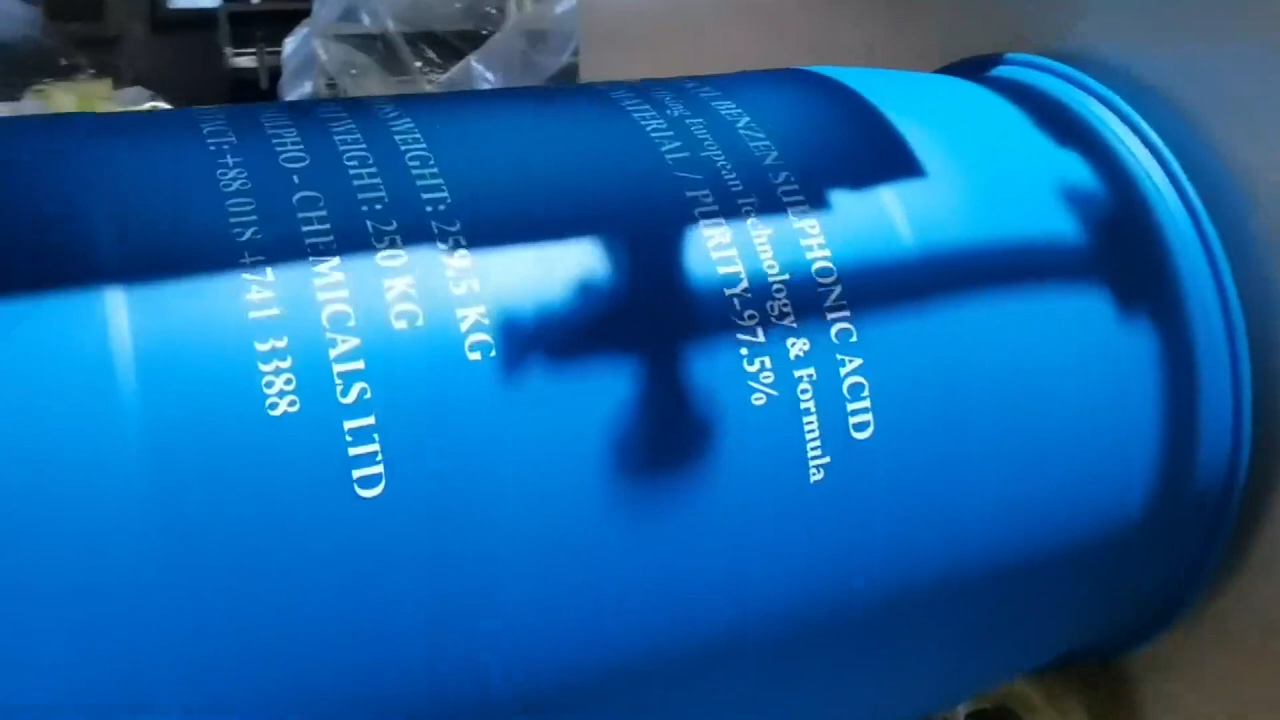 BENZEN SULPHONIC ACID
Using European Technology & Formula
MATERIAL / PURITY-97.5%
WEIGHT: 259.5 KG
WEIGHT: 250 KG
SULPHO - CHEMICALS LTD
+88 018 +741 3388